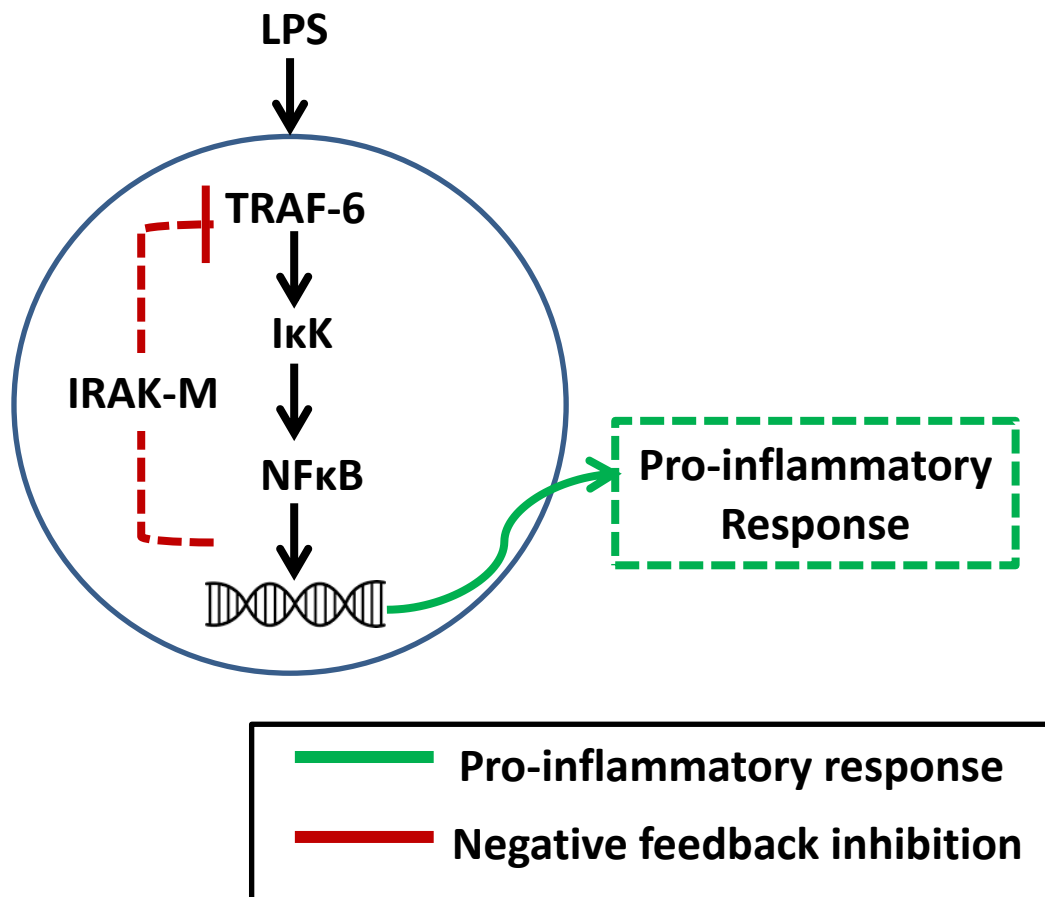 LPS
TRAF-6
IκK
IRAK-M
NFκB
Pro-inflammatory
Response
Pro-inflammatory response
Negative feedback inhibition